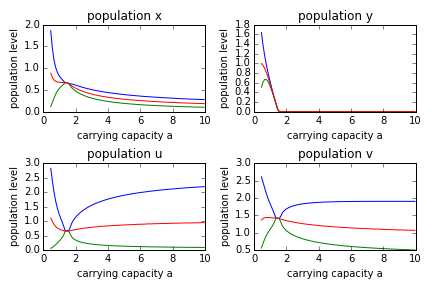 population x
population level
2.0
1.5
1.0
0.5
0.0
0 2 4 6 8 10
carrying capacity a
population y
population level
1.8
1.6
1.4
1.2
1.0
0.8
0.6
0.4
0.2
0.0
0 2 4 6 8 10
carrying capacity a
population u
population level
3.0
2.5
2.0
1.5
1.0
0.5
0.0
0 2 4 6 8 10
carrying capacity a
population v
population level
3.0
2.5
2.0
1.5
1.0
0.5
0 2 4 6 8 10
carrying capacity a